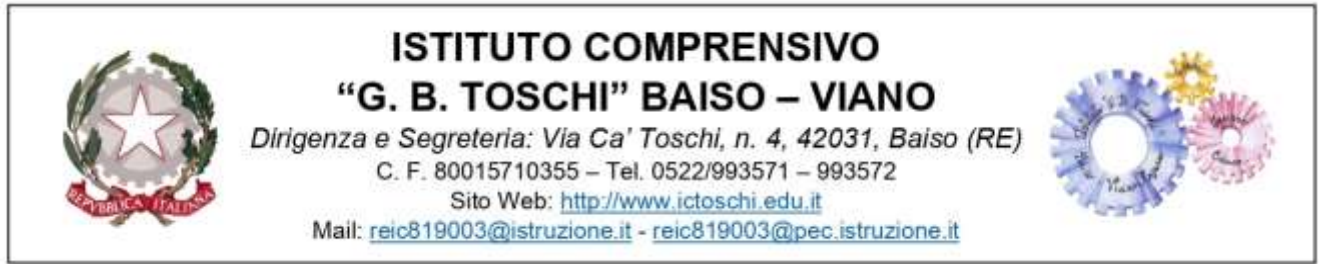 ISTITUTO COMPRENSIVO
“G. B. TOSCHI” BAISO – VIANO
Dirigenza e Segreteria: Via Ca’ Toschi, n. 4, 42031, Baiso (RE)
C. F. 80015710355 – Tel. 0522/993571 – 993572
Sito Web: http://www.ictoschi.edu.it
Mail: reic819003@istruzione.it - reic819003@pec.istruzione.it
REPVBBLICA ITALIANA